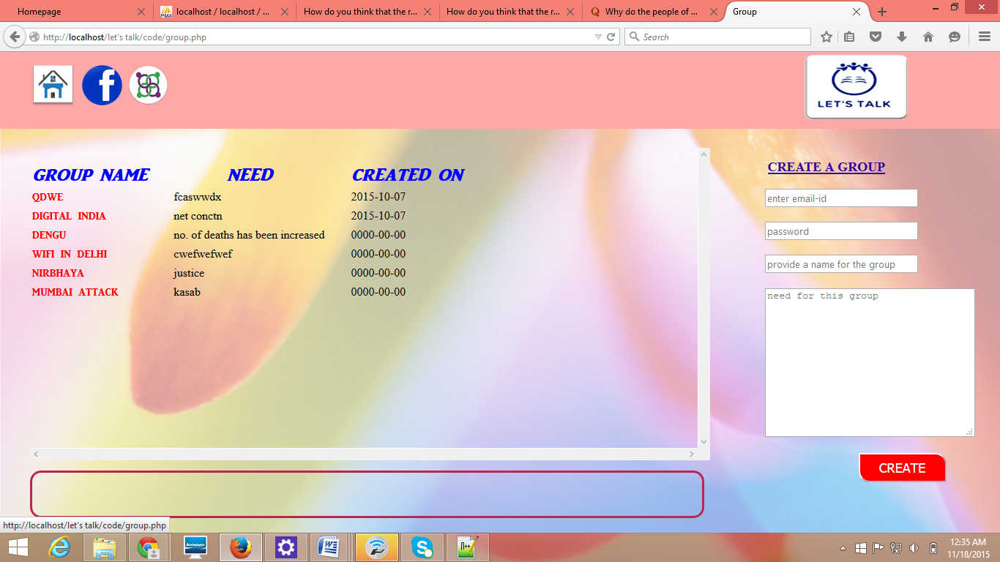 Homepage
localhost / localhost / ...
How do you think that the r...
How do you think that the r...
Why do the people of ...
Group
http://localhost/let's talk/code/group.php
Search
LET'S TALK
GROUP NAME NEED CREATED ON
QDWE fcaswwdx 2015-10-07
DIGITAL INDIA net conctn 2015-10-07
DENGU no. of deaths has been increased 0000-00-00
WIFI IN DELHI cwefwefwef 0000-00-00
NIRBHAYA justice 0000-00-00
MUMBAI ATTACK kasab 0000-00-00
CREATE A GROUP
enter email-id
password
provide a name for the group
need for this group
CREATE
http://localhost/let's talk/code/group.php
12:35 AM
11/18/2015